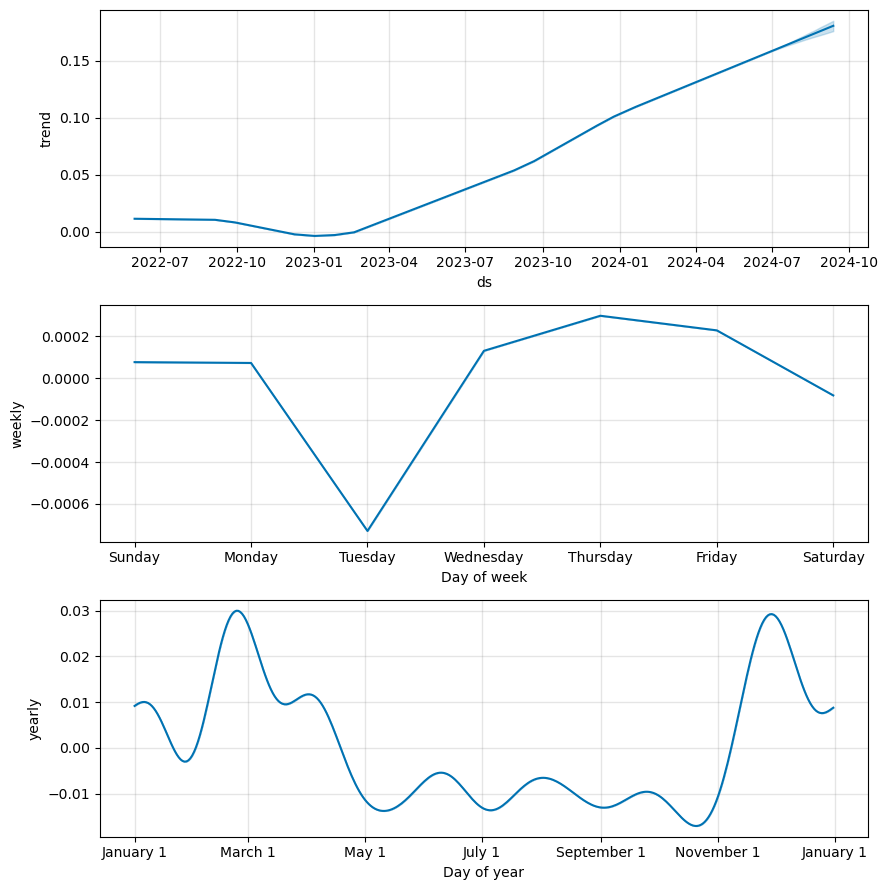 0.15
0.10
0.05
0.00
trend
2022-07 2022-10 2023-01 2023-04 2023-07 2023-10 2024-01 2024-04 2024-07 2024-10
ds
0.0002
0.0000
−0.0002
−0.0004
−0.0006
weekly
Sunday Monday Tuesday Wednesday Thursday Friday Saturday
Day of week
0.03
0.02
0.01
0.00
−0.01
yearly
January 1 March 1 May 1 July 1 September 1 November 1 January 1
Day of year